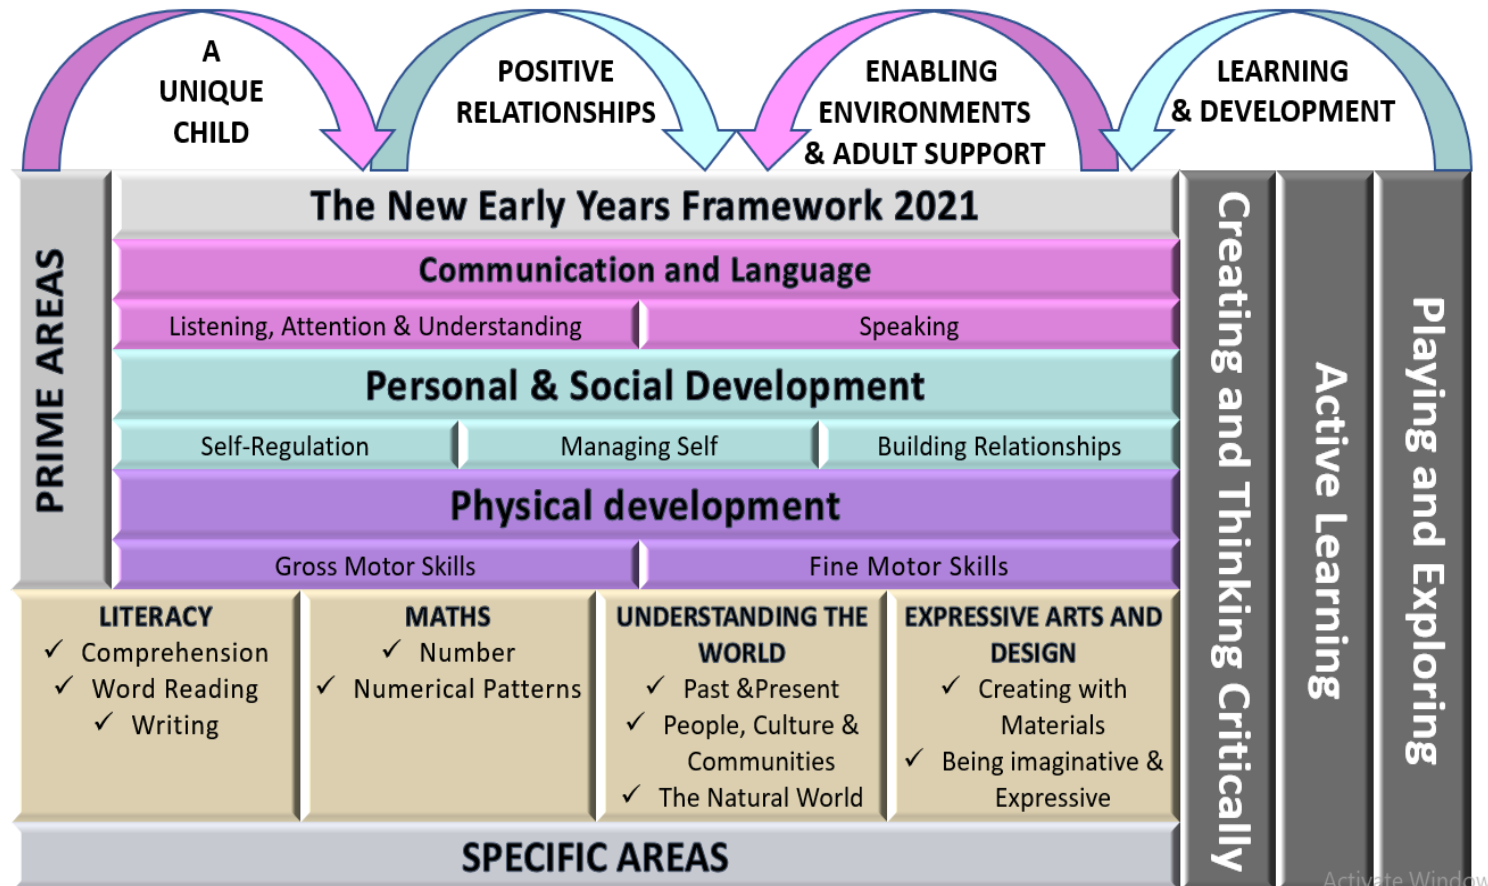 A
UNIQUE
CHILD
POSITIVE
RELATIONSHIPS
ENABLING
ENVIRONMENTS
& ADULT SUPPORT
LEARNING
& DEVELOPMENT
PRIME AREAS
The New Early Years Framework 2021
Communication and Language
Listening, Attention & Understanding
Speaking
Personal & Social Development
Self-Regulation
Managing Self
Building Relationships
Physical development
Gross Motor Skills
Fine Motor Skills
LITERACY
✓ Comprehension
✓ Word Reading
✓ Writing
MATHS
✓ Number
✓ Numerical Patterns
UNDERSTANDING THE
WORLD
✓ Past &Present
✓ People, Culture &
Communities
✓ The Natural World
EXPRESSIVE ARTS AND
DESIGN
✓ Creating with
Materials
✓ Being imaginative &
Expressive
SPECIFIC AREAS
Creating and Thinking Critically
Active Learning
Playing and Exploring
Activate Window